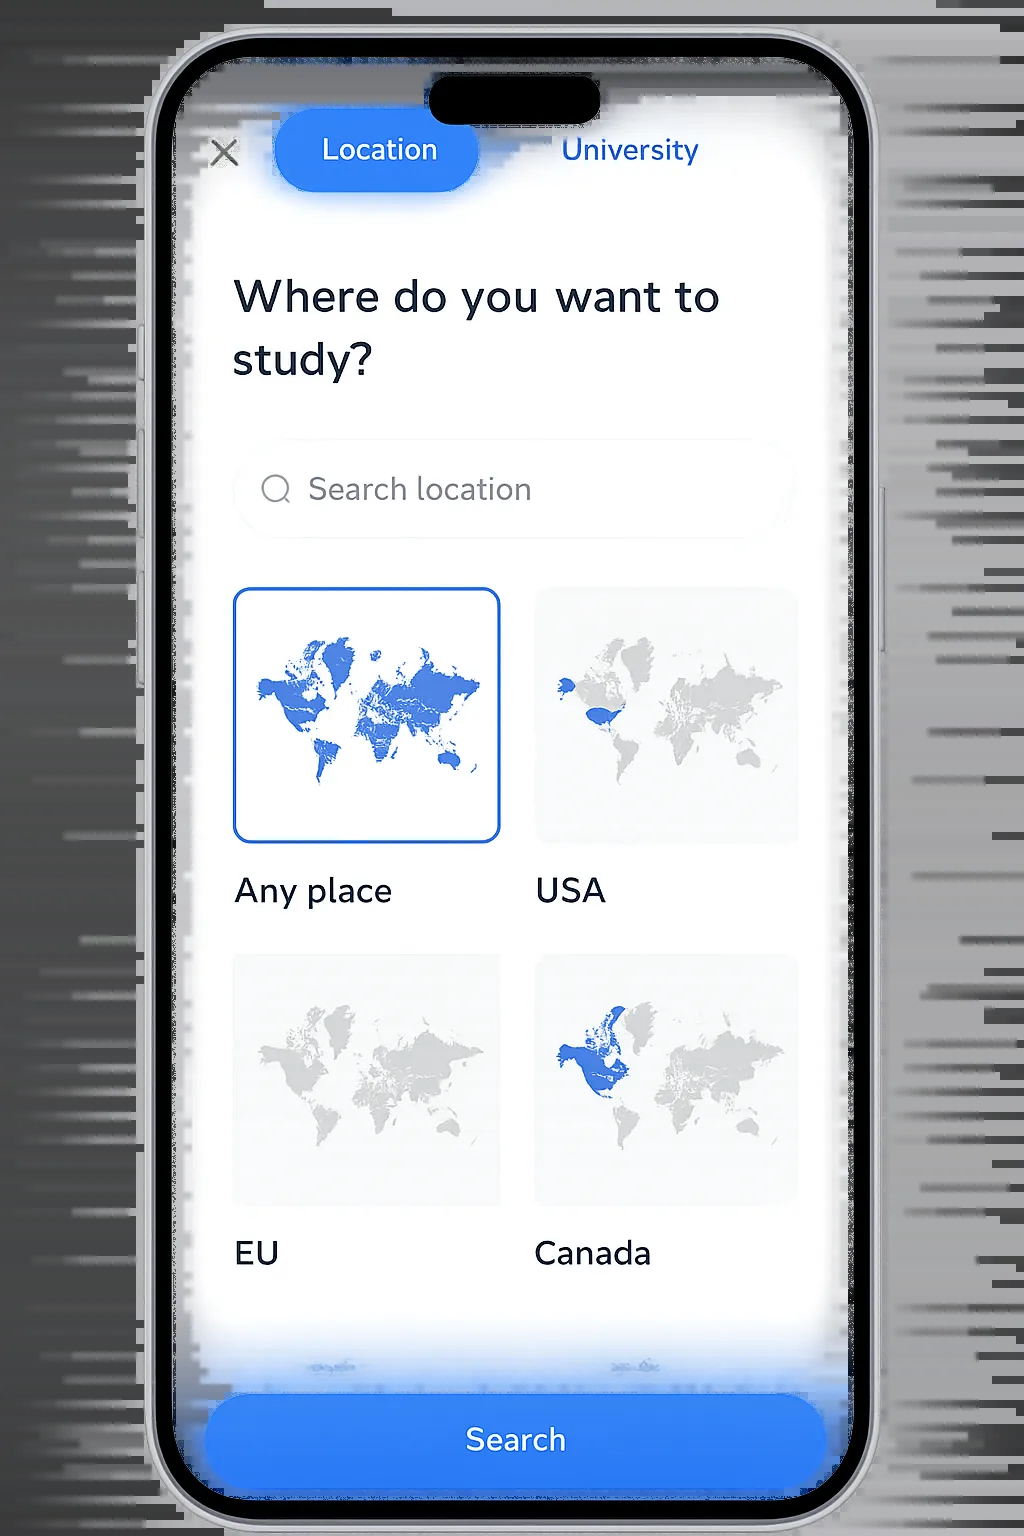 Location
University
Where do you want to
study?
Search location
Any place
USA
EU
Canada
Search